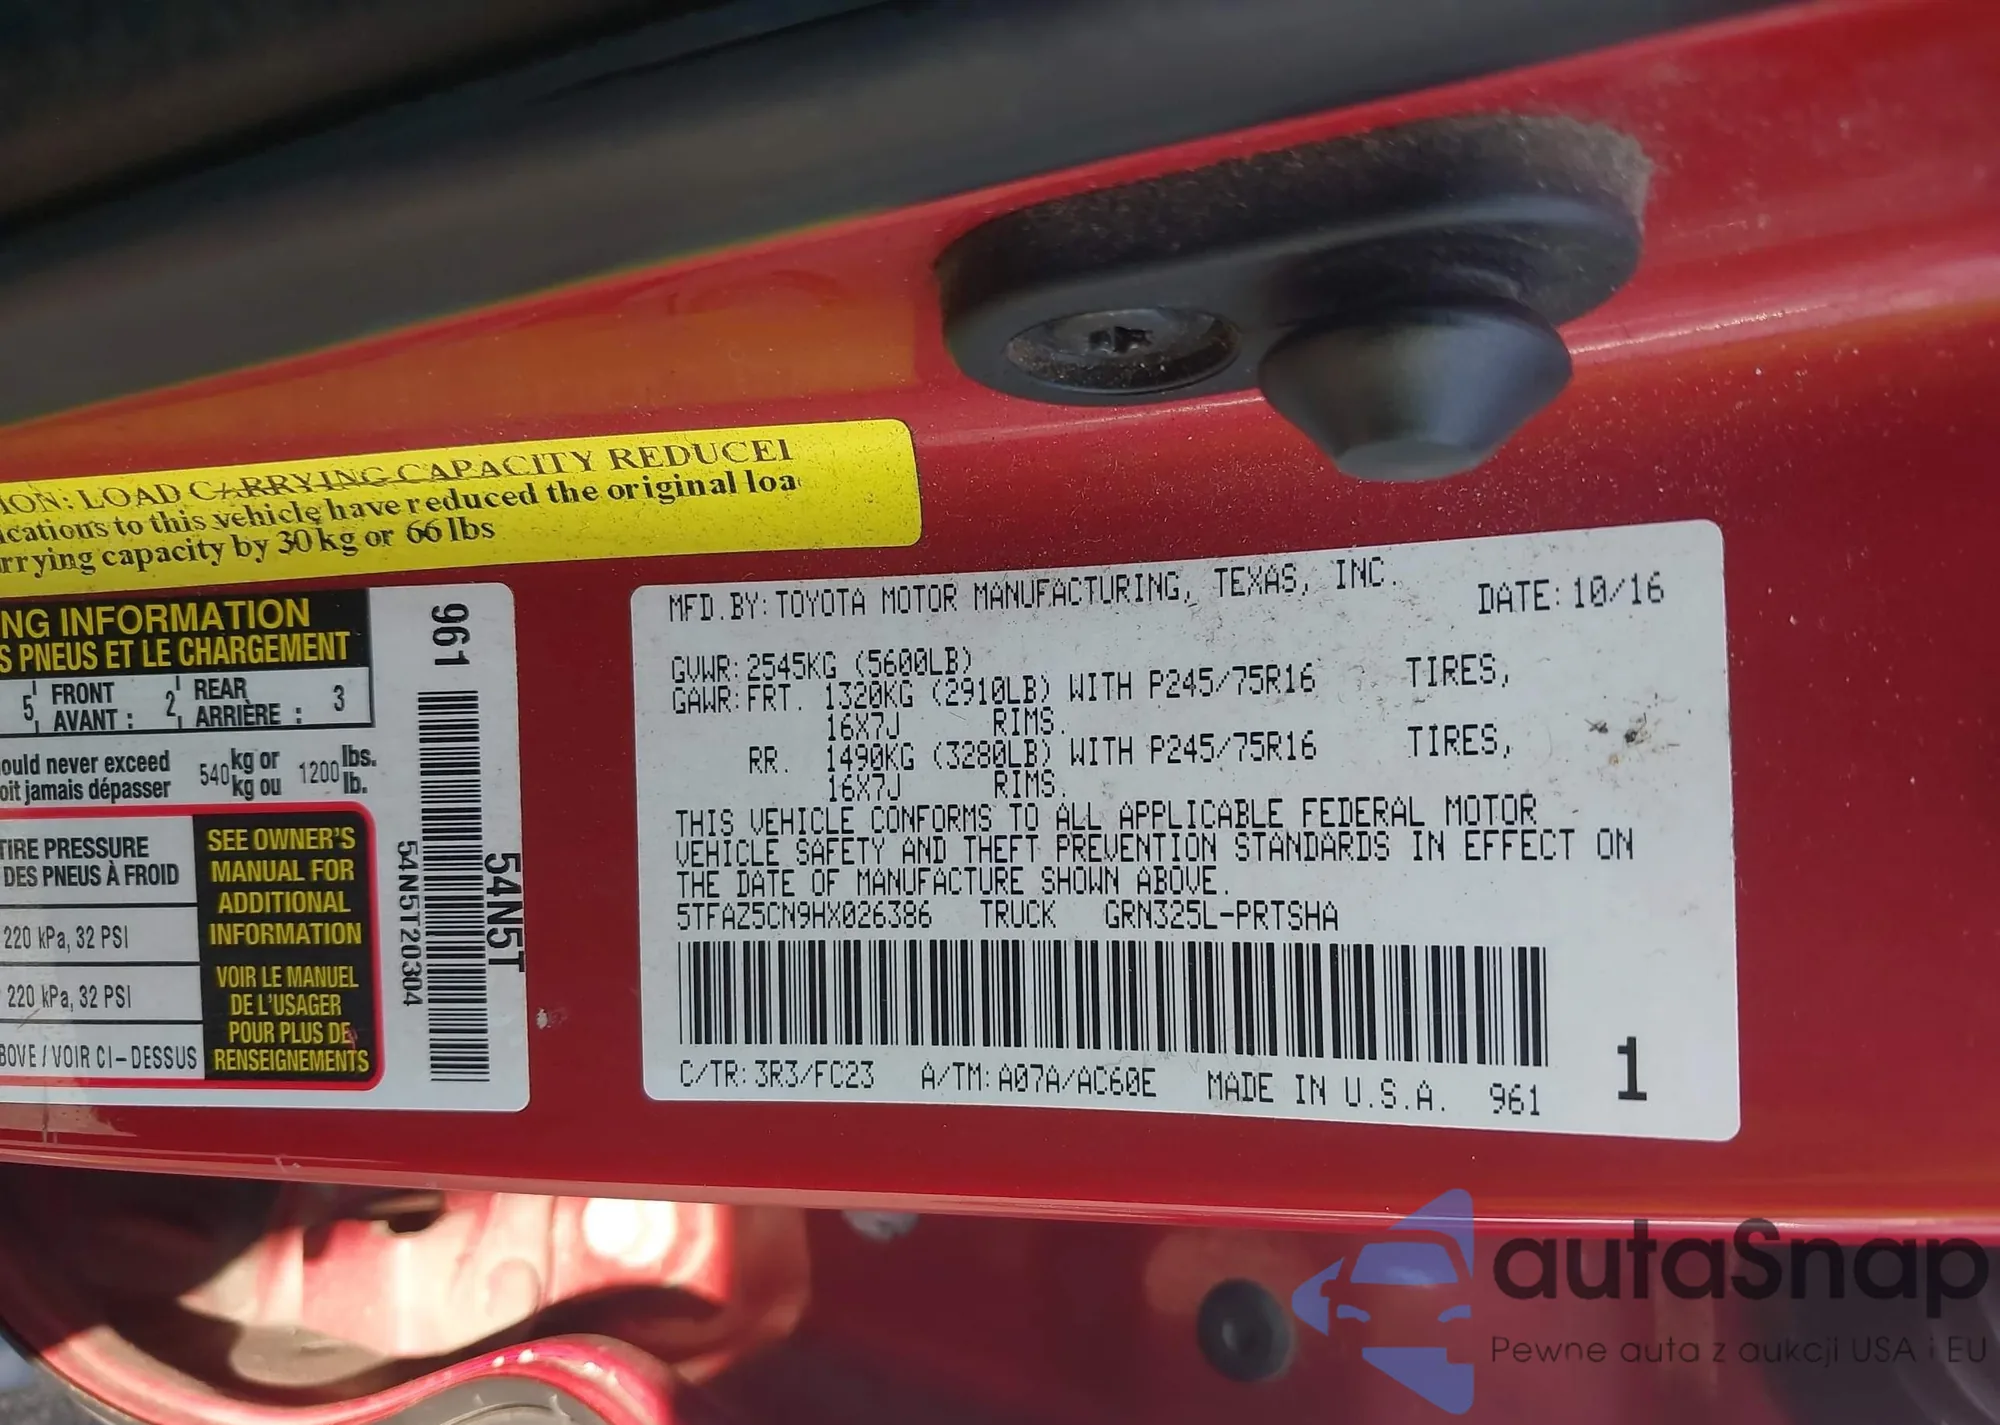 ION: LOAD CARRYING CAPACITY REDUCE
ications to this vehicle have reduced the original loa
rrying capacity by 30 kg or 66 lbs
NG INFORMATION
S PNEUS ET LE CHARGEMENT
5 FRONT AVANT : 2 REAR ARRIÈRE : 3
ould never exceed 540 kg or 1200 lbs.
oit jamais dépasser kg ou lb.
TIRE PRESSURE
DES PNEUS À FROID
220 kPa, 32 PSI
220 kPa, 32 PSI
BOVE / VOIR CI-DESSUS
SEE OWNER'S
MANUAL FOR
ADDITIONAL
INFORMATION
VOIR LE MANUEL
DE L'USAGER
POUR PLUS DE
RENSEIGNEMENTS
961
54N5T20304
54N5T
MFD.BY:TOYOTA MOTOR MANUFACTURING, TEXAS, INC. DATE:10/16
GVWR:2545KG (5600LB)
GAWR:FRT. 1320KG (2910LB) WITH P245/75R16 TIRES,
16X7J RIMS.
RR. 1490KG (3280LB) WITH P245/75R16 TIRES,
16X7J RIMS.
THIS VEHICLE CONFORMS TO ALL APPLICABLE FEDERAL MOTOR
VEHICLE SAFETY AND THEFT PREVENTION STANDARDS IN EFFECT ON
THE DATE OF MANUFACTURE SHOWN ABOVE.
5TFAZ5CN9HX026386 TRUCK GRN325L-PRTSHA
C/TR:3R3/FC23 A/TM:A07A/AC60E MADE IN U.S.A. 961
1
autaSnap
Pewne auta z aukcji USA i EU